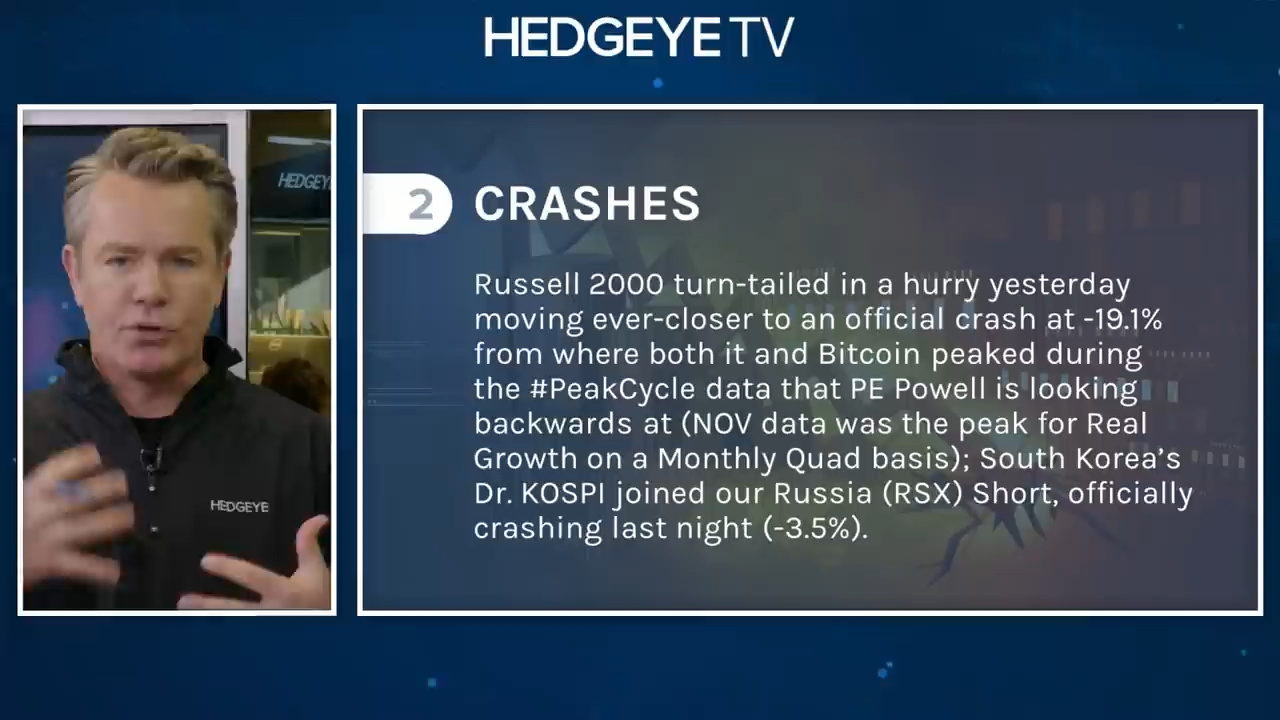 HEDGEYE TV
HEDGEY
HEDGEYE
2 CRASHES
Russell 2000 turn-tailed in a hurry yesterday
moving ever-closer to an official crash at -19.1%
from where both it and Bitcoin peaked during
the #PeakCycle data that PE Powell is looking
backwards at (NOV data was the peak for Real
Growth on a Monthly Quad basis); South Korea's
Dr. KOSPI joined our Russia (RSX) Short, officially
crashing last night (-3.5%).